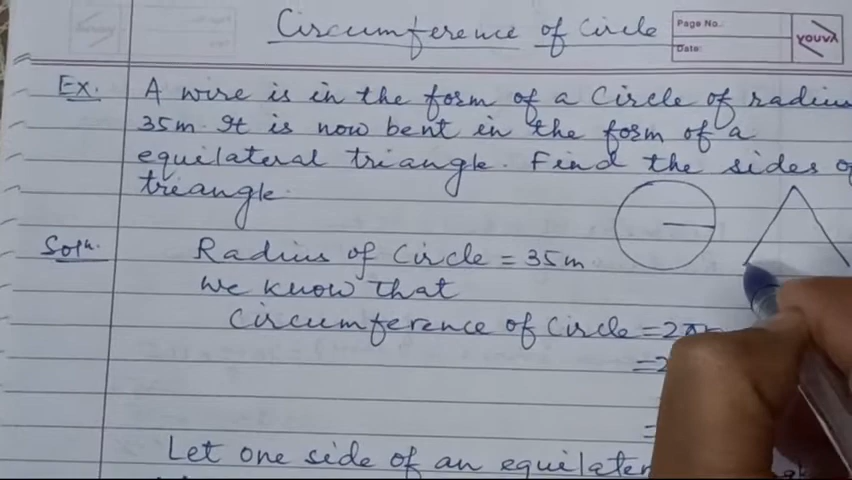 Circumference of Circle
Page No.:
Date:
youva
Ex. A wire is in the form of a Circle of radius
35m. It is now bent in the form of a
equilateral triangle. Find the sides of
triangle.
Soln. Radius of Circle = 35m
We know that
Circumference of Circle = 2πr
= 2
=
Let one side of an equilater